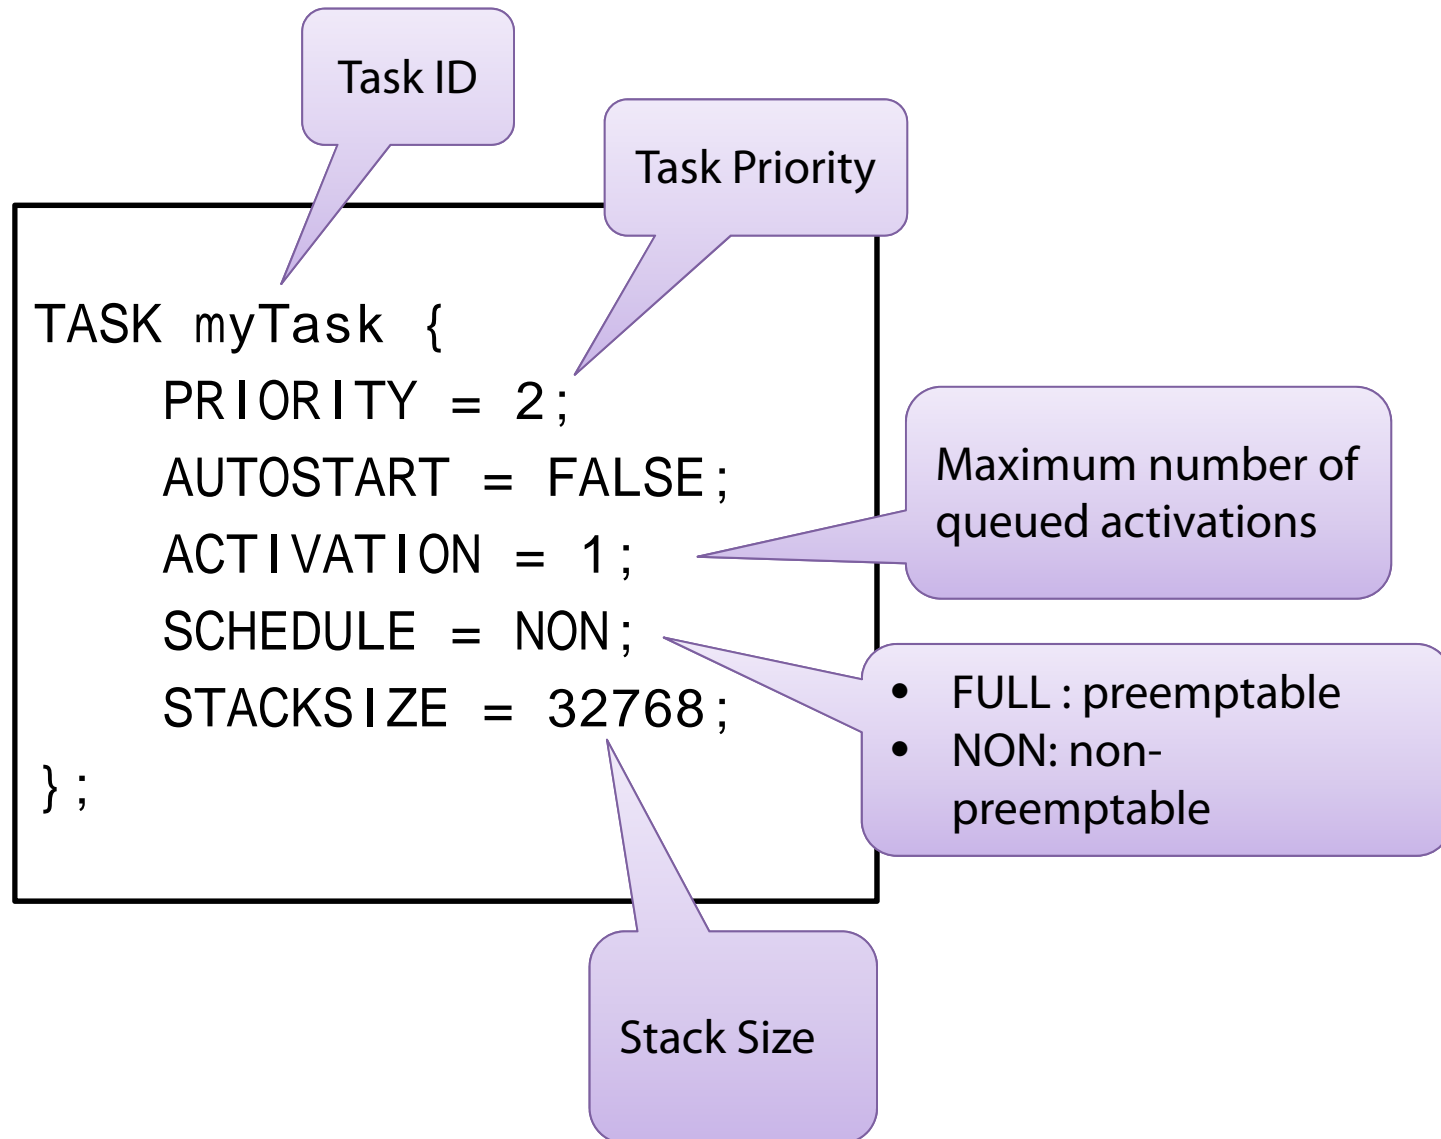 Task ID
Task Priority
TASK myTask {
PRIORITY = 2;
AUTOSTART = FALSE;
ACTIVATION = 1;
SCHEDULE = NON;
STACKSIZE = 32768;
};
Maximum number of
queued activations
• FULL : preemptable
• NON: non-
preemptable
Stack Size